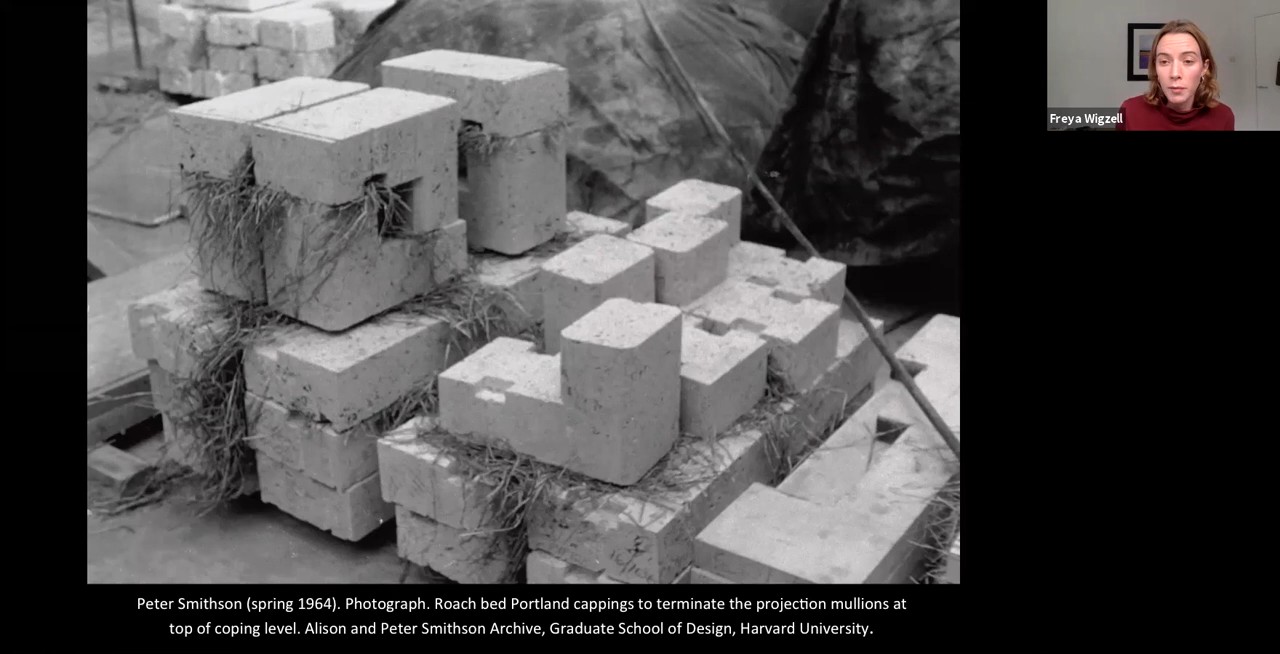 Freya Wigzell
Peter Smithson (spring 1964). Photograph. Roach bed Portland cappings to terminate the projection mullions at
top of coping level. Alison and Peter Smithson Archive, Graduate School of Design, Harvard University.